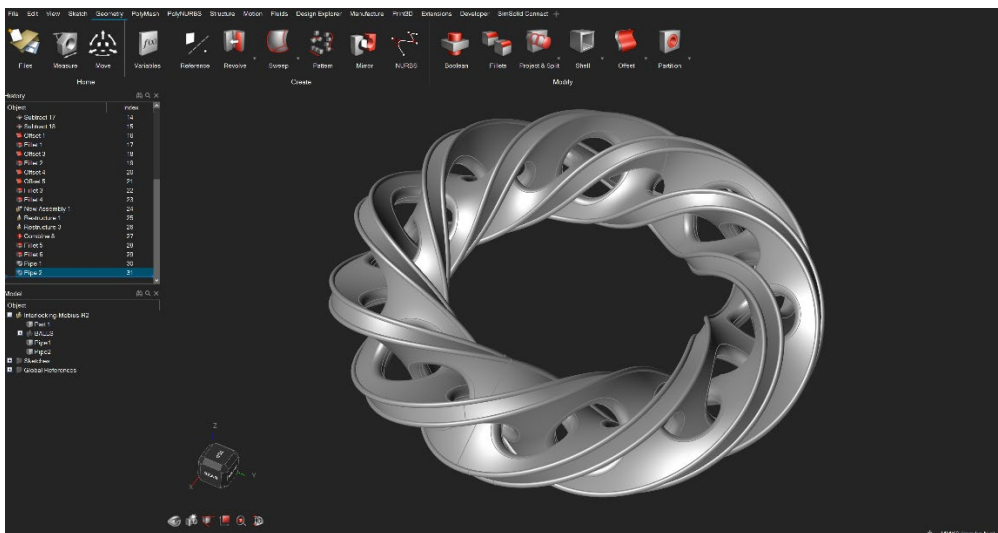 File Edit View Sketch Geometry PolyMesh PolyNURBS Structure Motion Fluids Design Explorer Manufacture Print3D Extensions Developer SimSolid Connect +
Files Measure Move Variables Reference Revolve Sweep Pattern Mirror NURBS Boolean Fillets Project & Split Shell Offset Partition
Home Create Modify
History
Object Index
Subtract 17 14
Subtract 18 15
Offset 1 16
Fillet 1 17
Offset 3 18
Fillet 2 19
Offset 4 20
Offset 5 21
Fillet 3 22
Fillet 4 23
New Assembly 1 24
Restructure 1 25
Restructure 3 26
Combine 8 27
Fillet 5 28
Fillet 6 29
Pipe 1 30
Pipe 2 31
Model
Object
Interlocking Mobius R2
Part 1
BALLS
Pipe1
Pipe2
Sketches
Global References
Z
Y
X